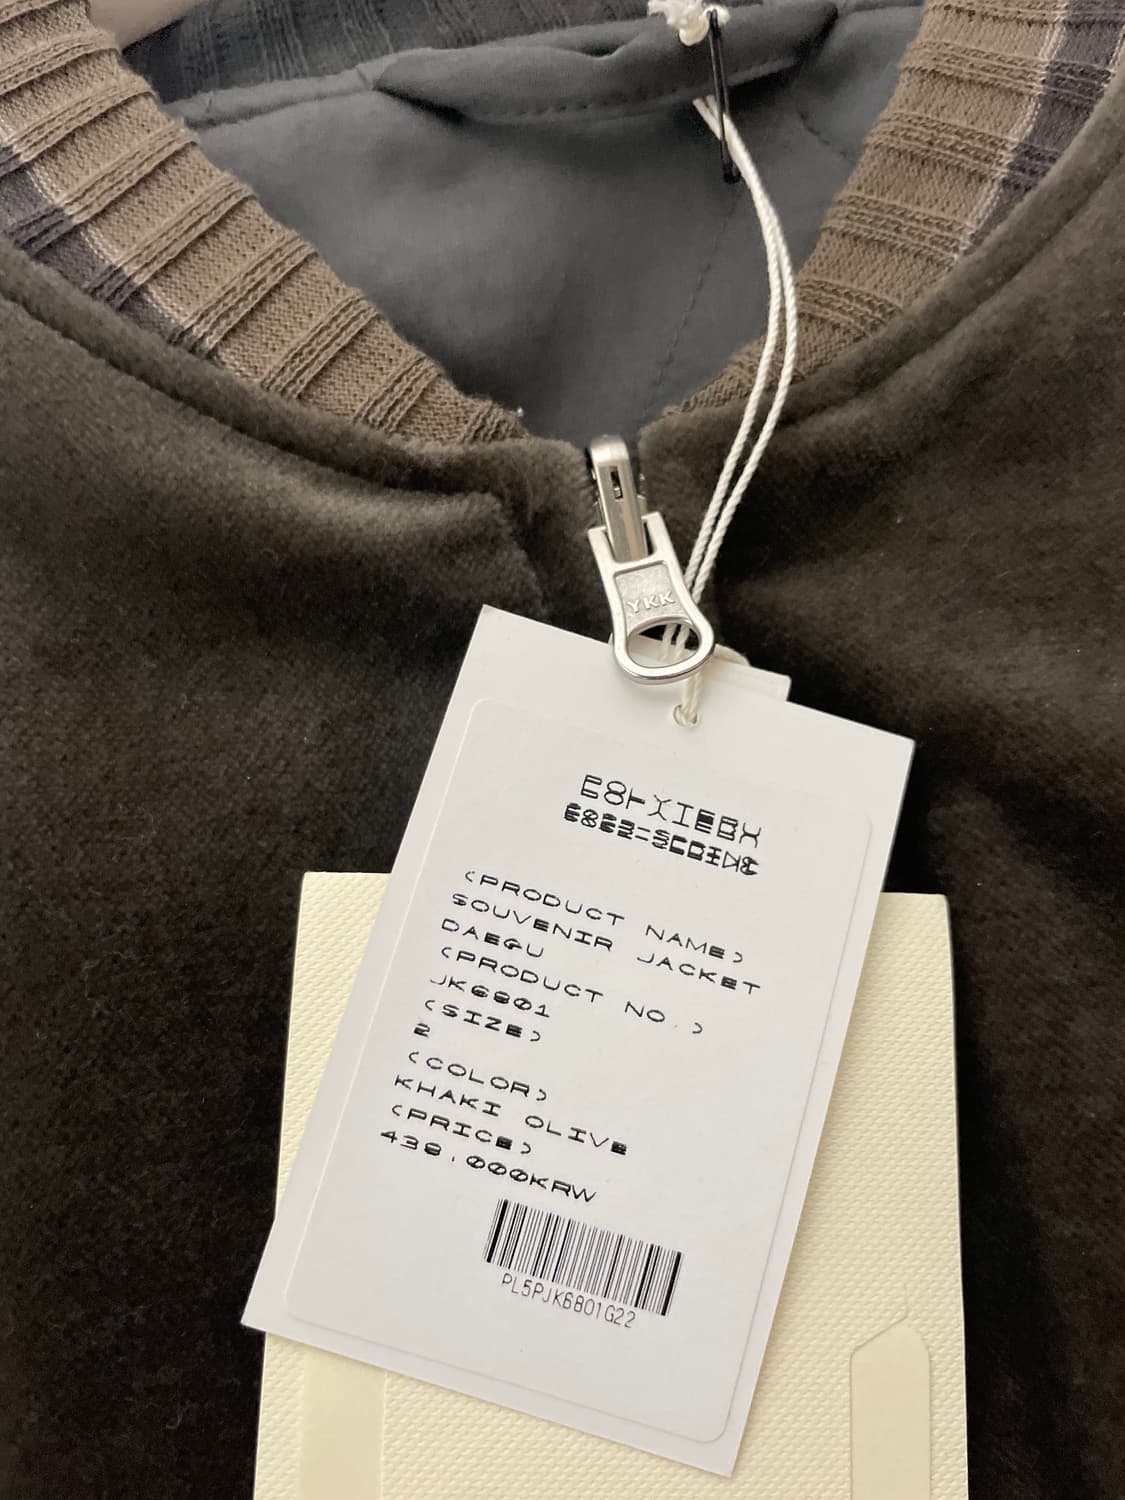 YKK
(PRODUCT NAME)
SOUVENIR JACKET
DAEGU
(PRODUCT NO.)
JK6801
(SIZE)
2
(COLOR)
KHAKI OLIVE
(PRICE)
438,000KRW
PL5PJK6801G22